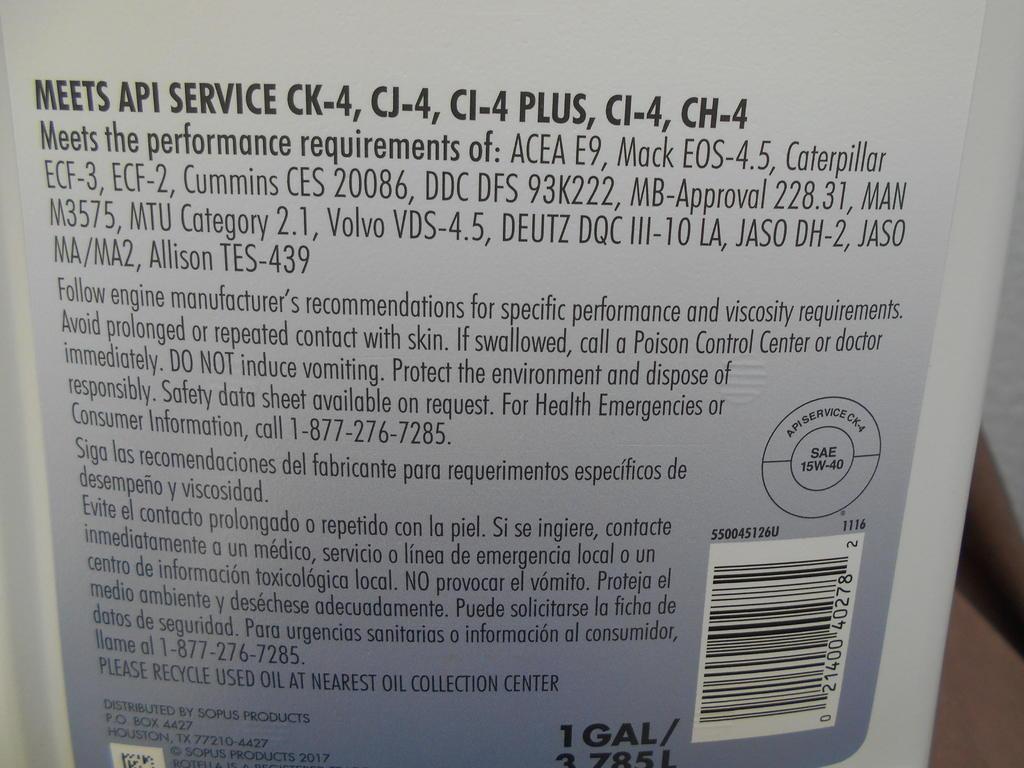 MEETS API SERVICE CK-4, CJ-4, CI-4 PLUS, CI-4, CH-4
Meets the performance requirements of: ACEA E9, Mack EOS-4.5, Caterpillar
ECF-3, ECF-2, Cummins CES 20086, DDC DFS 93K222, MB-Approval 228.31, MAN
M3575, MTU Category 2.1, Volvo VDS-4.5, DEUTZ DQC III-10 LA, JASO DH-2, JASO
MA/MA2, Allison TES-439
Follow engine manufacturer's recommendations for specific performance and viscosity requirements.
Avoid prolonged or repeated contact with skin. If swallowed, call a Poison Control Center or doctor
immediately. DO NOT induce vomiting. Protect the environment and dispose of
responsibly. Safety data sheet available on request. For Health Emergencies or
Consumer Information, call 1-877-276-7285.
Siga las recomendaciones del fabricante para requerimentos específicos de
desempeño y viscosidad.
Evite el contacto prolongado o repetido con la piel. Si se ingiere, contacte
inmediatamente a un médico, servicio o línea de emergencia local o un
centro de información toxicológica local. NO provocar el vómito. Proteja el
medio ambiente y deséchese adecuadamente. Puede solicitarse la ficha de
datos de seguridad. Para urgencias sanitarias o información al consumidor,
llame al 1-877-276-7285.
PLEASE RECYCLE USED OIL AT NEAREST OIL COLLECTION CENTER
API SERVICE CK-4
SAE
15W-40
®
550045126U 1116
0 21400 40278 2
DISTRIBUTED BY SOPUS PRODUCTS
P.O. BOX 4427
HOUSTON, TX 77210-4427
© SOPUS PRODUCTS 2017
ROTELLA IS A REGISTERED
1 GAL/
3.785 L